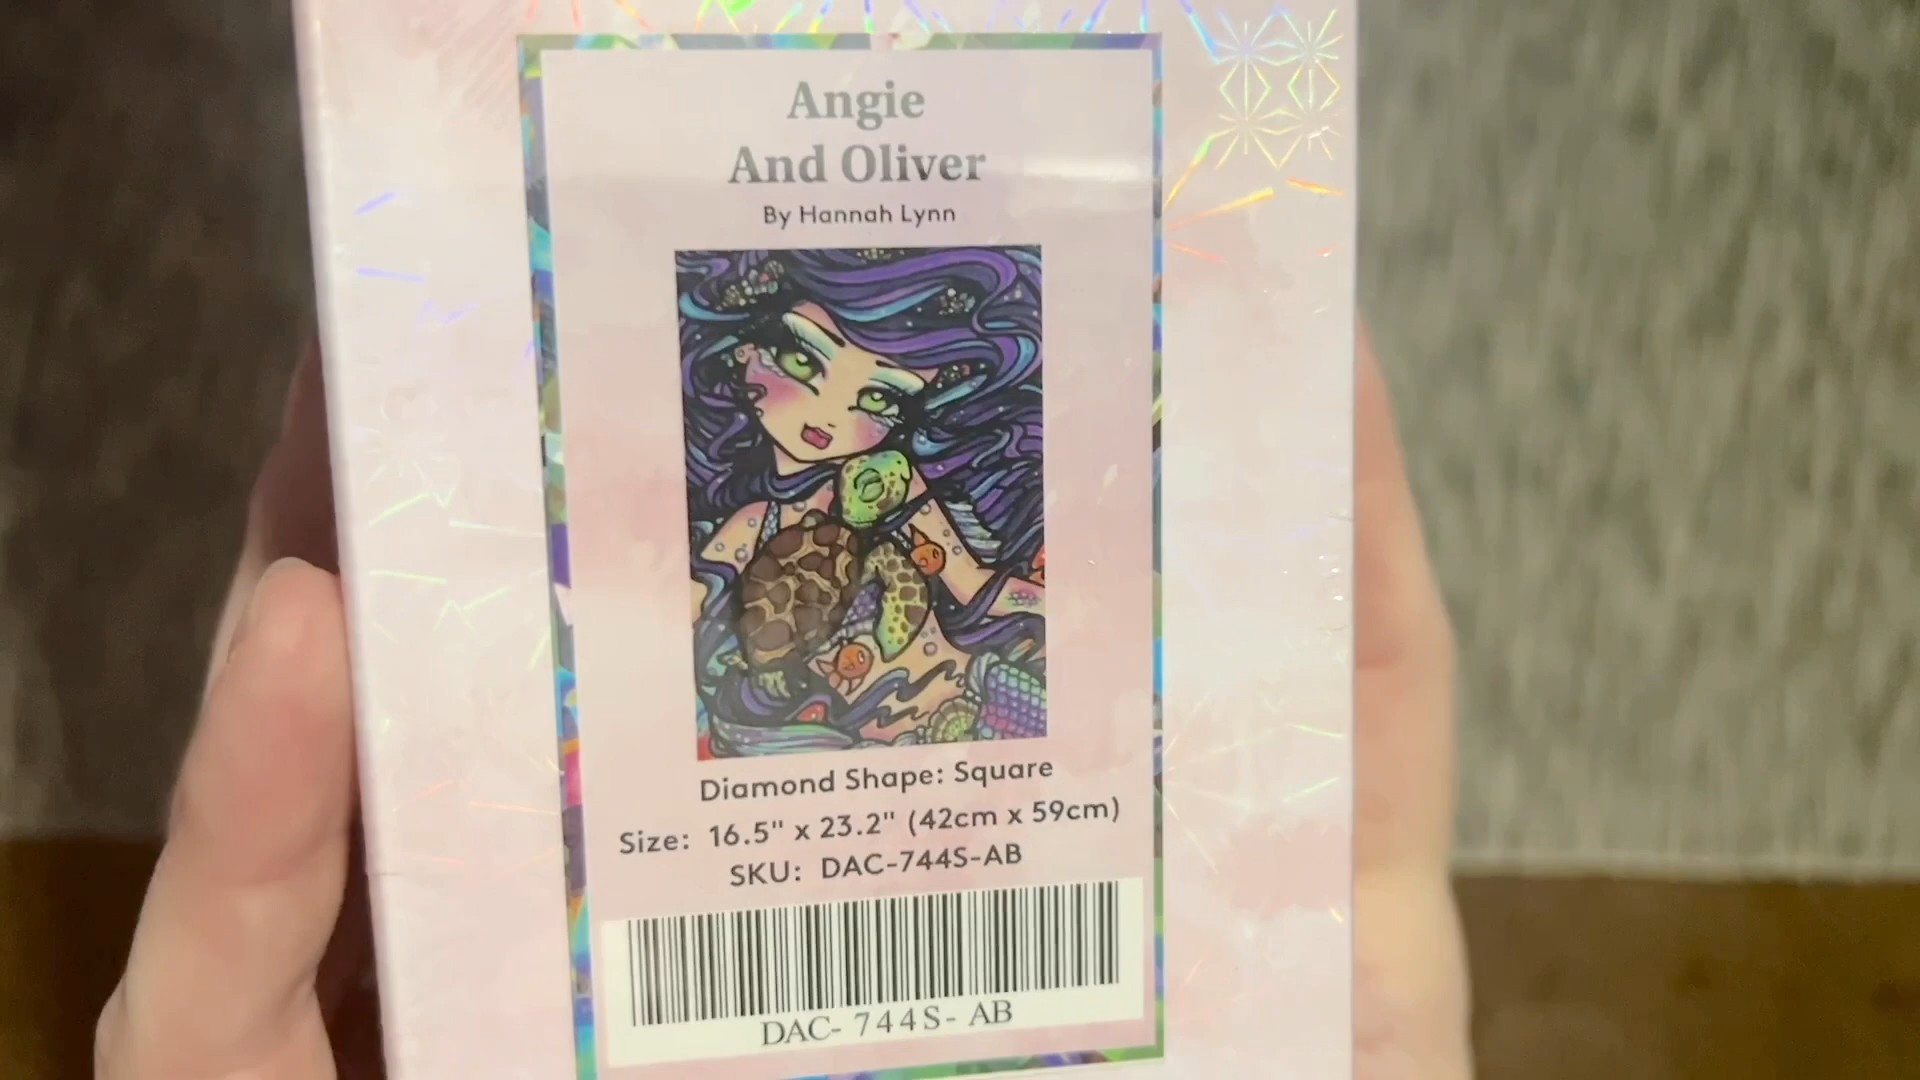 Angie
And Oliver
By Hannah Lynn
Diamond Shape: Square
Size: 16.5" x 23.2" (42cm x 59cm)
SKU: DAC-744S-AB
DAC- 744S- AB